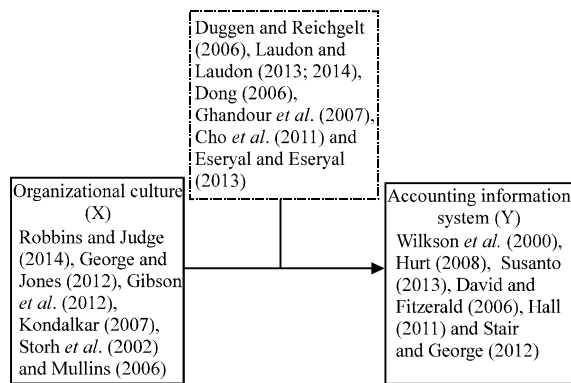 Duggen and Reichgelt
(2006), Laudon and
Laudon (2013; 2014),
Dong (2006),
Ghandour et al. (2007),
Cho et al. (2011) and
Eseryal and Eseryal
(2013)
Organizational culture
(X)
Robbins and Judge
(2014), George and
Jones (2012), Gibson
et al. (2012),
Kondalkar (2007),
Storh et al. (2002)
and Mullins (2006)
Accounting information
system (Y)
Wilkson et al. (2000),
Hurt (2008), Susanto
(2013), David and
Fitzerald (2006), Hall
(2011) and Stair
and George (2012)